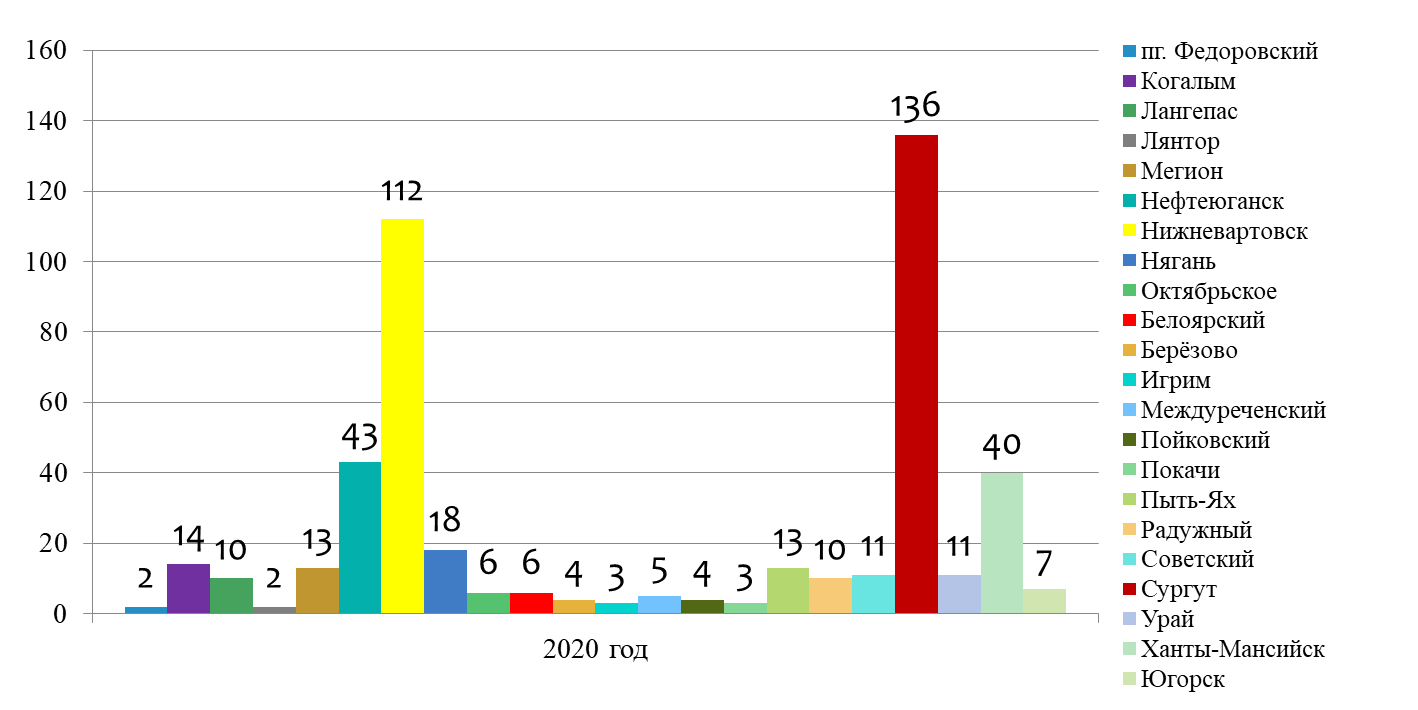 160
140
120
100
80
60
40
20
0
2
14
10
2
13
43
112
18
6
6
4
3
5
4
3
13
10
11
136
11
40
7
2020 год
пг. Федоровский
Когалым
Лангепас
Лянтор
Мегион
Нефтеюганск
Нижневартовск
Нягань
Октябрьское
Белоярский
Берёзово
Игрим
Междуреченский
Пойковский
Покачи
Пыть-Ях
Радужный
Советский
Сургут
Урай
Ханты-Мансийск
Югорск